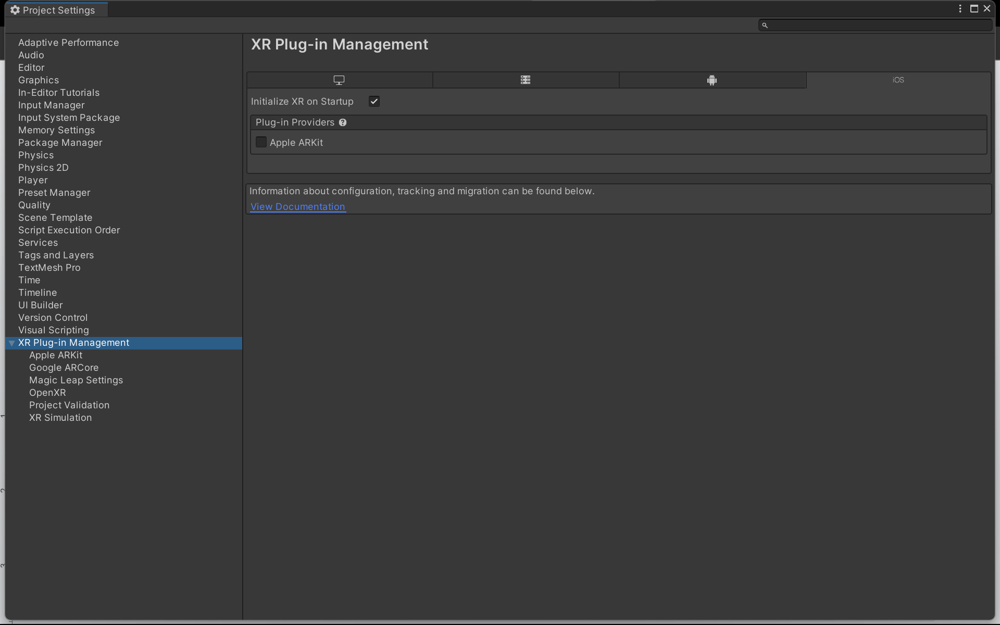 Project Settings
Adaptive Performance
Audio
Editor
Graphics
In-Editor Tutorials
Input Manager
Input System Package
Memory Settings
Package Manager
Physics
Physics 2D
Player
Preset Manager
Quality
Scene Template
Script Execution Order
Services
Tags and Layers
TextMesh Pro
Time
Timeline
UI Builder
Version Control
Visual Scripting
XR Plug-in Management
Apple ARKit
Google ARCore
Magic Leap Settings
OpenXR
Project Validation
XR Simulation
XR Plug-in Management
iOS
Initialize XR on Startup
Plug-in Providers
Apple ARKit
Information about configuration, tracking and migration can be found below.
View Documentation
1
2
3